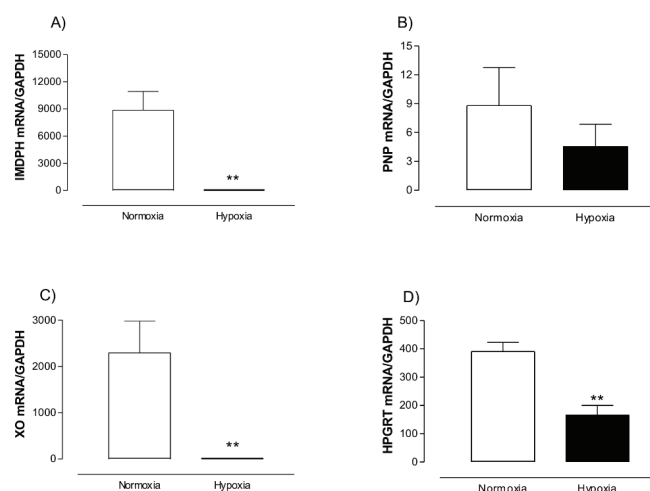 A)
IMDPH mRNA/GAPDH
15000
12000
9000
6000
3000
0
**
Normoxia Hypoxia
B)
PNP mRNA/GAPDH
15
12
9
6
3
0
Normoxia Hypoxia
C)
XO mRNA/GAPDH
3000
2000
1000
0
**
Normoxia Hypoxia
D)
HPGRT mRNA/GAPDH
500
400
300
200
100
0
**
Normoxia Hypoxia